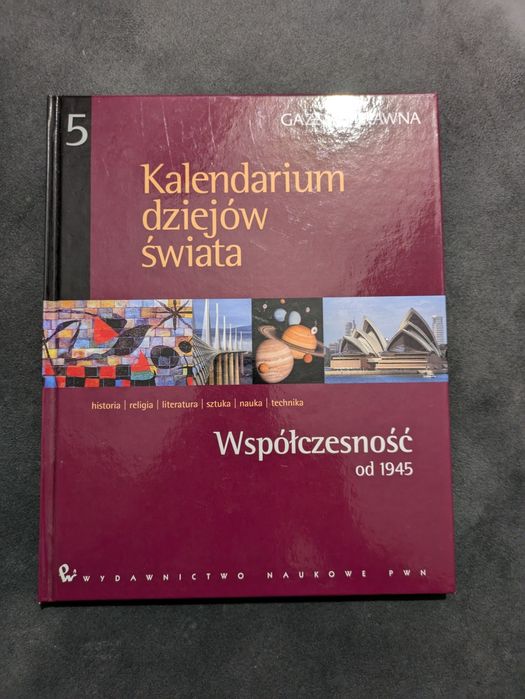 5
Kalendarium
dziejów
świata
historia | religia | literatura | sztuka | nauka | technika
Współczesność
od 1945
WYDAWNICTWO NAUKOWE PWN